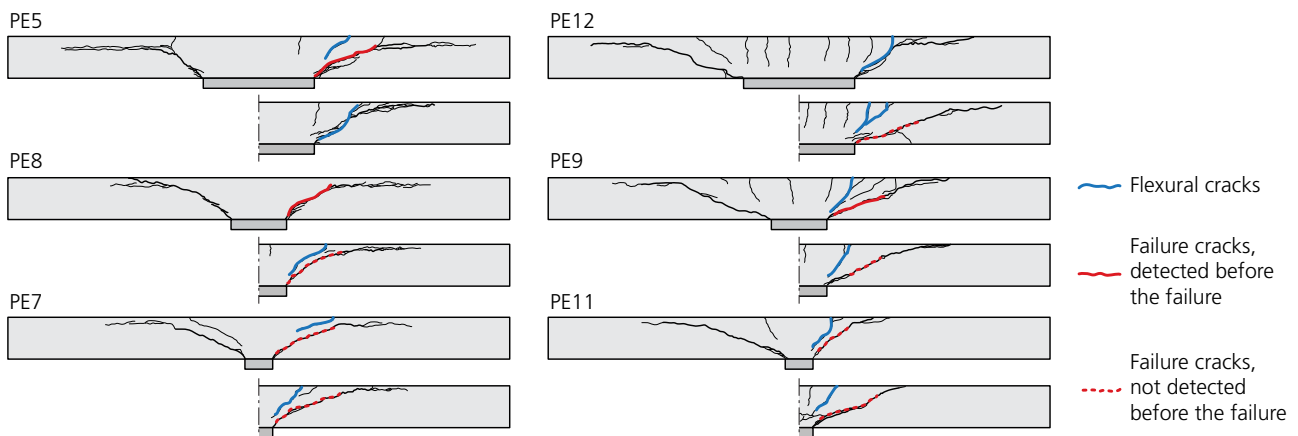 PE5
PE12
PE8
PE9
PE7
PE11
Flexural cracks
Failure cracks,
detected before
the failure
Failure cracks,
not detected
before the failure